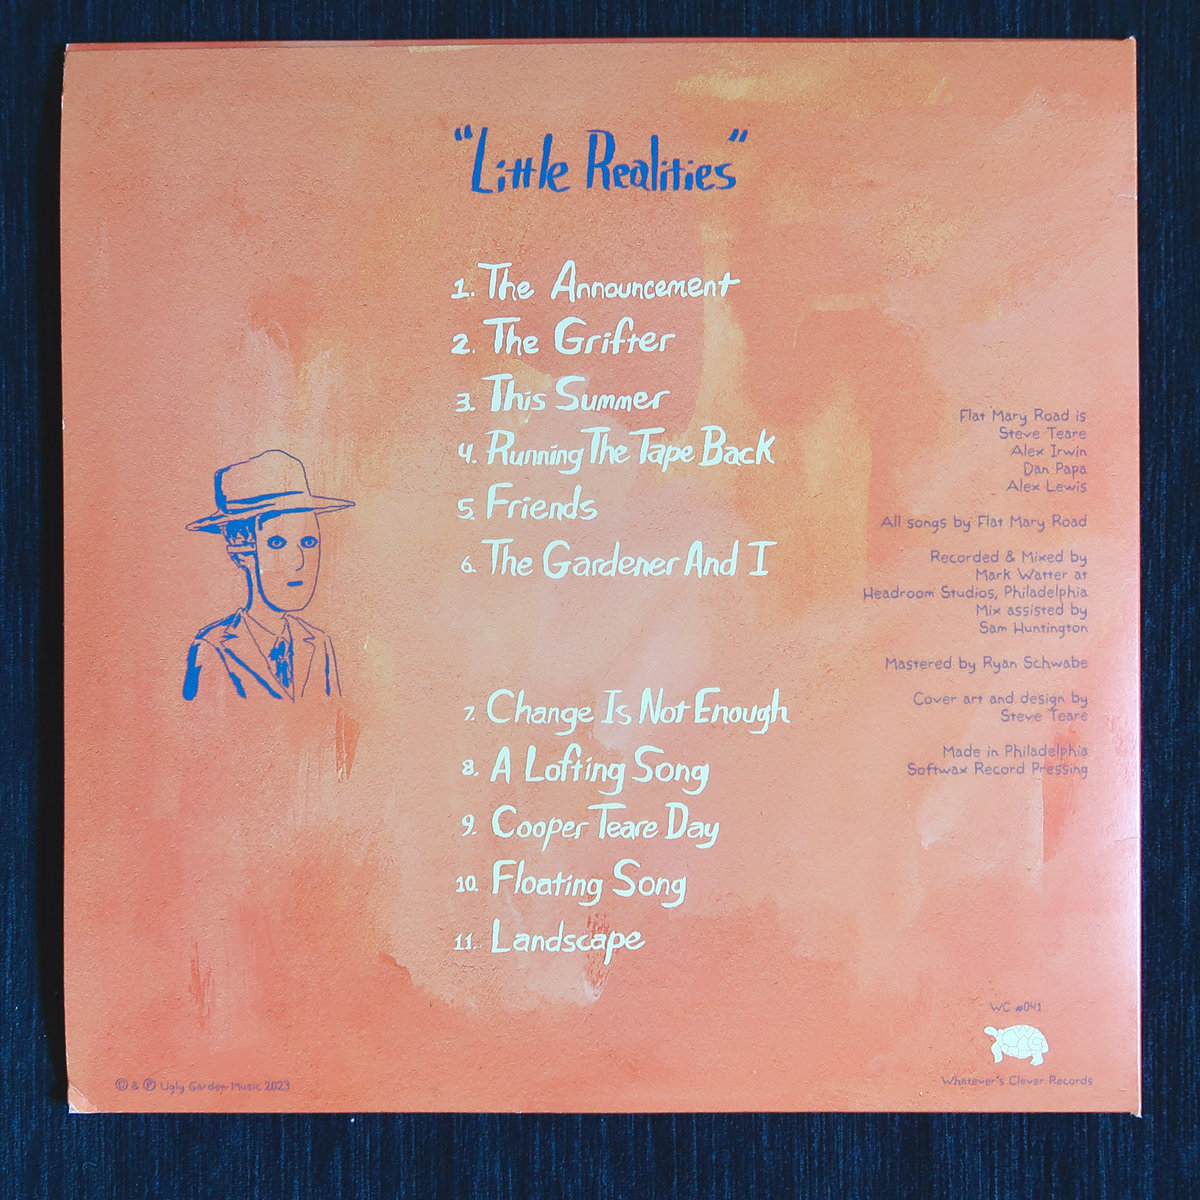 "Little Realities"
1. The Announcement
2. The Grifter
3. This Summer
4. Running The Tape Back
5. Friends
6. The Gardener And I
7. Change Is Not Enough
8. A Lofting Song
9. Cooper Teare Day
10. Floating Song
11. Landscape
Flat Mary Road is
Steve Teare
Alex Irwin
Dan Papa
Alex Lewis
All songs by Flat Mary Road
Recorded & Mixed by
Mark Watter at
Headroom Studios, Philadelphia
Mix assisted by
Sam Huntington
Mastered by Ryan Schwabe
Cover art and design by
Steve Teare
Made in Philadelphia
Softwax Record Pressing
WC #041
Whatever's Clever Records
© & ℗ Ugly Garden Music 2023